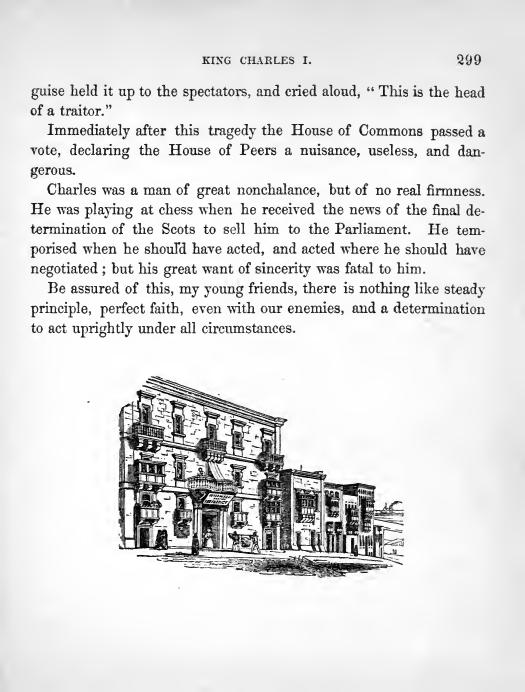 KING CHARLES I. 299
guise held it up to the spectators, and cried aloud, “ This is the head
of a traitor.”
Immediately after this tragedy the House of Commons passed a
vote, declaring the House of Peers a nuisance, useless, and dan-
gerous.
Charles was a man of great nonchalance, but of no real firmness.
He was playing at chess when he received the news of the final de-
termination of the Scots to sell him to the Parliament. He tem-
porised when he should have acted, and acted where he should have
negotiated ; but his great want of sincerity was fatal to him.
Be assured of this, my young friends, there is nothing like steady
principle, perfect faith, even with our enemies, and a determination
to act uprightly under all circumstances.